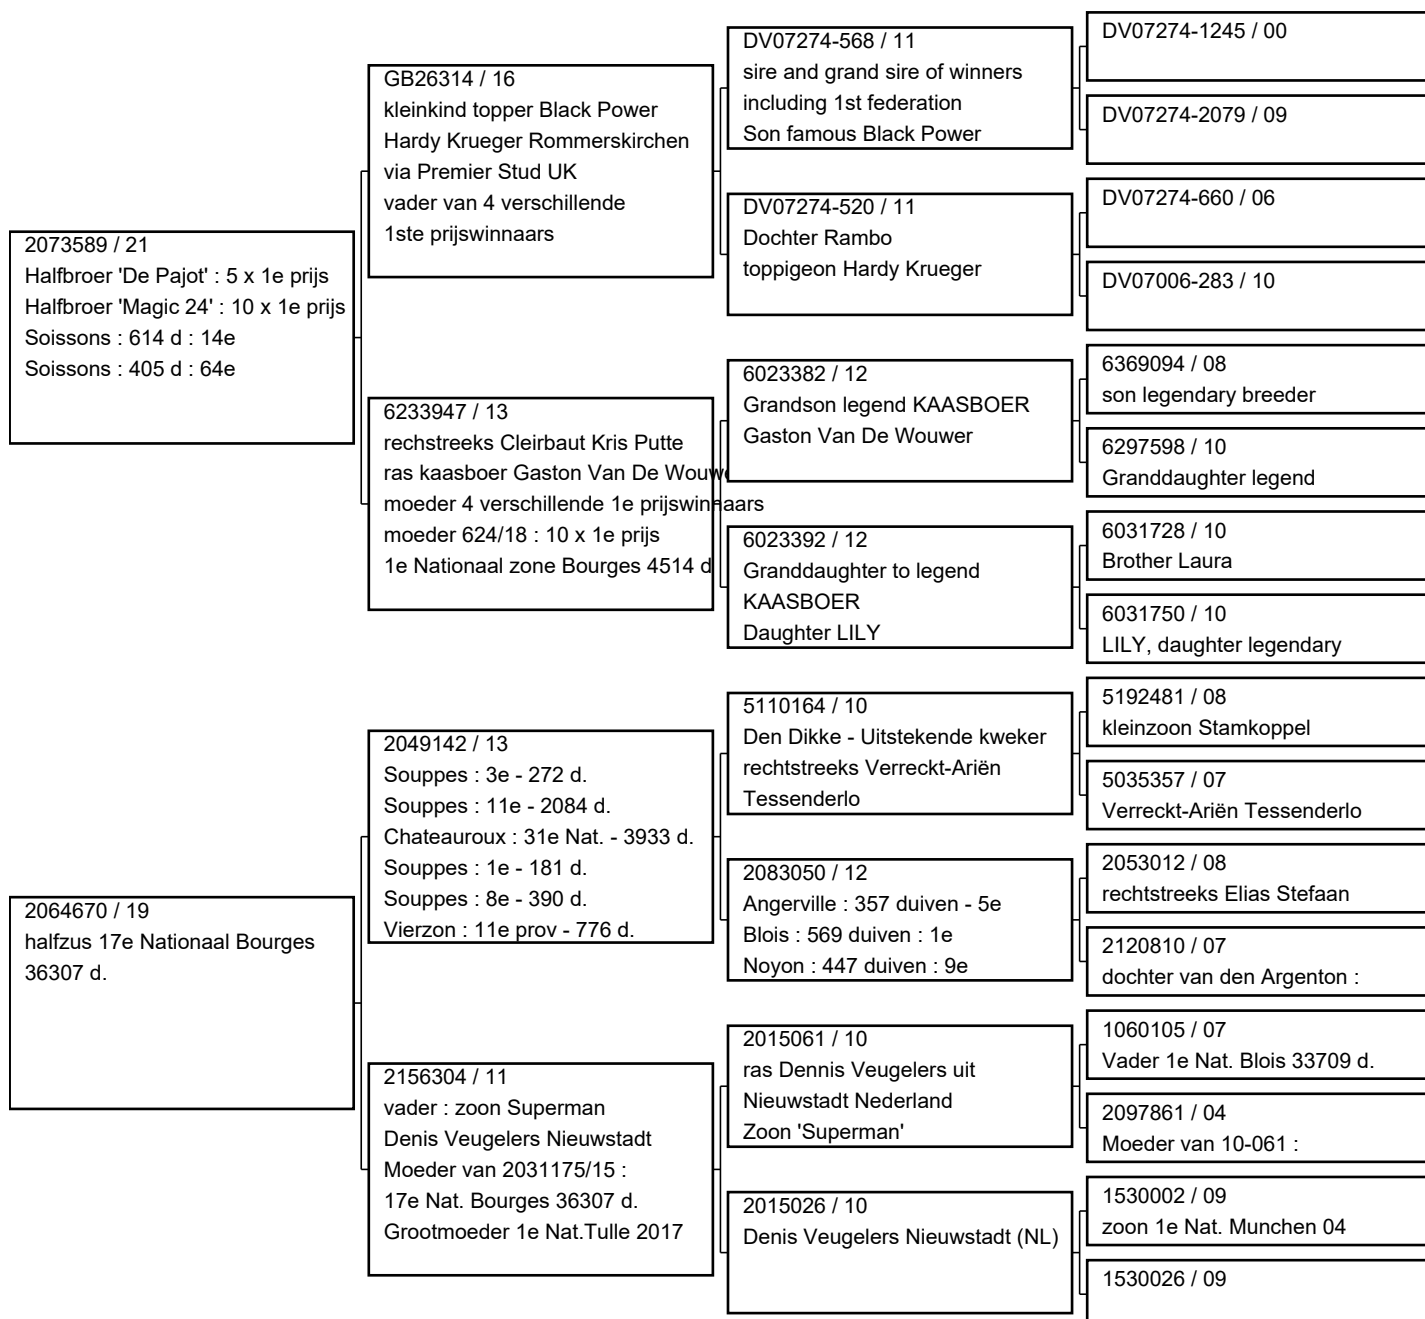 2073589 / 21
Halfbroer 'De Pajot' : 5 x 1e prijs
Halfbroer 'Magic 24' : 10 x 1e prijs
Soissons : 614 d : 14e
Soissons : 405 d : 64e
2064670 / 19
halfzus 17e Nationaal Bourges
36307 d.
GB26314 / 16
kleinkind topper Black Power
Hardy Krueger Rommerskirchen
via Premier Stud UK
vader van 4 verschillende
1ste prijswinnaars
6233947 / 13
rechstreeks Cleirbaut Kris Putte
ras kaasboer Gaston Van De Wouwe
moeder 4 verschillende 1e prijswinnaars
moeder 624/18 : 10 x 1e prijs
1e Nationaal zone Bourges 4514 d
2049142 / 13
Souppes : 3e - 272 d.
Souppes : 11e - 2084 d.
Chateauroux : 31e Nat. - 3933 d.
Souppes : 1e - 181 d.
Souppes : 8e - 390 d.
Vierzon : 11e prov - 776 d.
2156304 / 11
vader : zoon Superman
Denis Veugelers Nieuwstadt
Moeder van 2031175/15 :
17e Nat. Bourges 36307 d.
Grootmoeder 1e Nat.Tulle 2017
DV07274-568 / 11
sire and grand sire of winners
including 1st federation
Son famous Black Power
DV07274-520 / 11
Dochter Rambo
toppigeon Hardy Krueger
6023382 / 12
Grandson legend KAASBOER
Gaston Van De Wouwer
6023392 / 12
Granddaughter to legend
KAASBOER
Daughter LILY
5110164 / 10
Den Dikke - Uitstekende kweker
rechtstreeks Verreckt-Ariën
Tessenderlo
2083050 / 12
Angerville : 357 duiven - 5e
Blois : 569 duiven : 1e
Noyon : 447 duiven : 9e
2015061 / 10
ras Dennis Veugelers uit
Nieuwstadt Nederland
Zoon 'Superman'
2015026 / 10
Denis Veugelers Nieuwstadt (NL)
DV07274-1245 / 00
DV07274-2079 / 09
DV07274-660 / 06
DV07006-283 / 10
6369094 / 08
son legendary breeder
6297598 / 10
Granddaughter legend
6031728 / 10
Brother Laura
6031750 / 10
LILY, daughter legendary
5192481 / 08
kleinzoon Stamkoppel
5035357 / 07
Verreckt-Ariën Tessenderlo
2053012 / 08
rechtstreeks Elias Stefaan
2120810 / 07
dochter van den Argenton :
1060105 / 07
Vader 1e Nat. Blois 33709 d.
2097861 / 04
Moeder van 10-061 :
1530002 / 09
zoon 1e Nat. Munchen 04
1530026 / 09